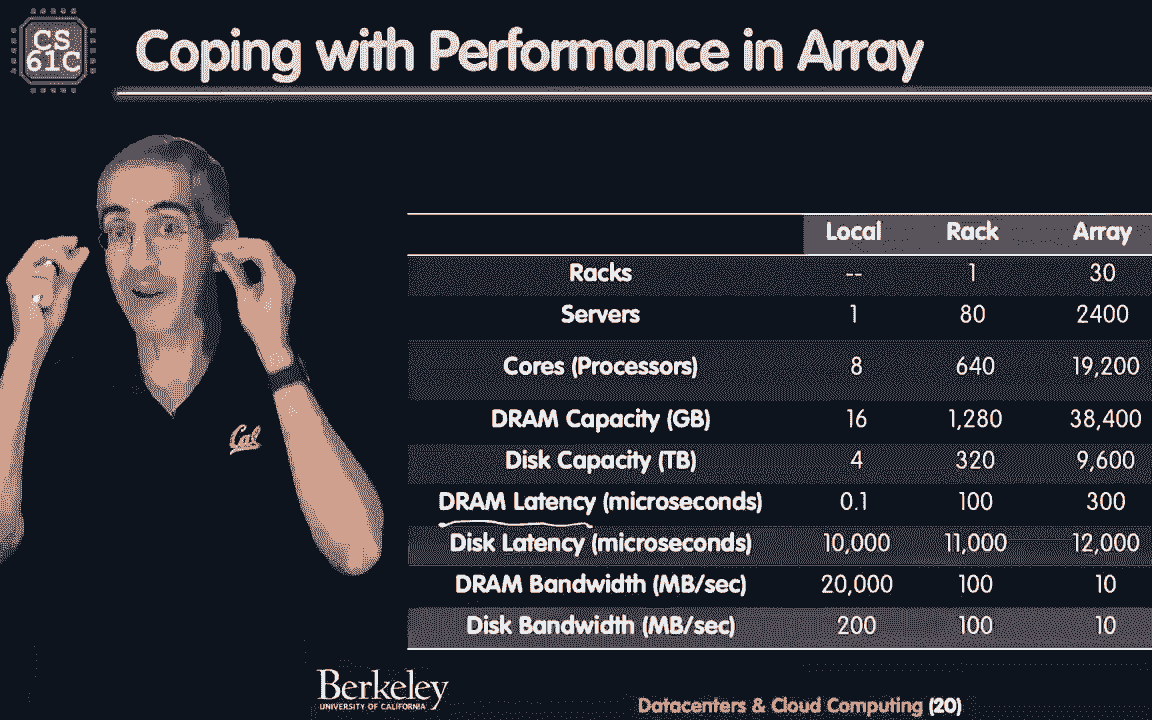 CS
61C
Coping with Performance in Array
Local Rack Array
Racks -- 1 30
Servers 1 80 2400
Cores (Processors) 8 640 19,200
DRAM Capacity (GB) 16 1,280 38,400
Disk Capacity (TB) 4 320 9,600
DRAM Latency (microseconds) 0.1 100 300
Disk Latency (microseconds) 10,000 11,000 12,000
DRAM Bandwidth (MB/sec) 20,000 100 10
Disk Bandwidth (MB/sec) 200 100 10
Cal
Berkeley
UNIVERSITY OF CALIFORNIA
Datacenters & Cloud Computing (20)